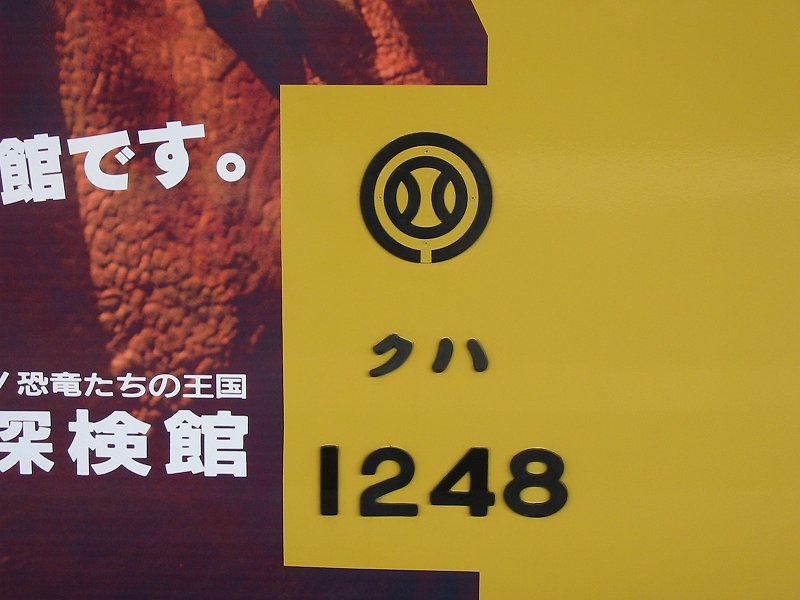 館です。
/恐竜たちの王国
探検館
クハ
1248